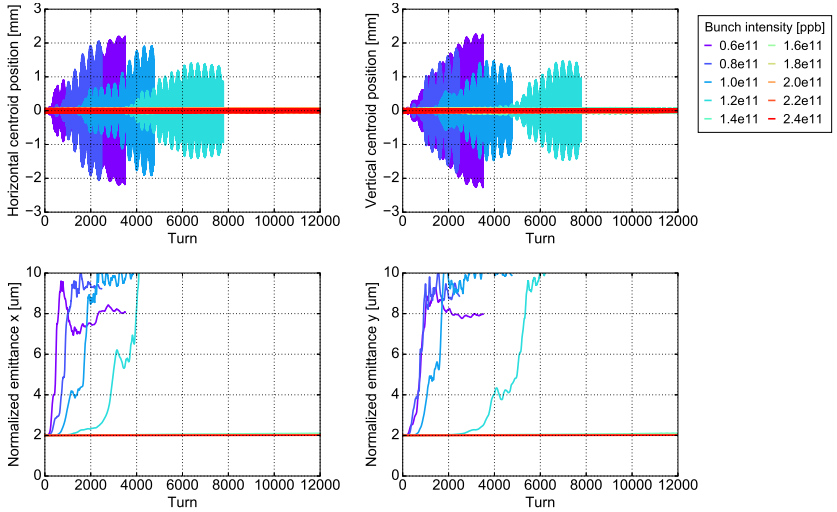 Horizontal centroid position [mm]
3
2
1
0
−1
−2
−3
0 2000 4000 6000 8000 10000 12000
Turn
Vertical centroid position [mm]
3
2
1
0
−1
−2
−3
0 2000 4000 6000 8000 10000 12000
Turn
Bunch intensity [ppb]
0.6e11 1.6e11
0.8e11 1.8e11
1.0e11 2.0e11
1.2e11 2.2e11
1.4e11 2.4e11
Normalized emittance x [um]
10
8
6
4
2
0
0 2000 4000 6000 8000 10000 12000
Turn
Normalized emittance y [um]
10
8
6
4
2
0
0 2000 4000 6000 8000 10000 12000
Turn